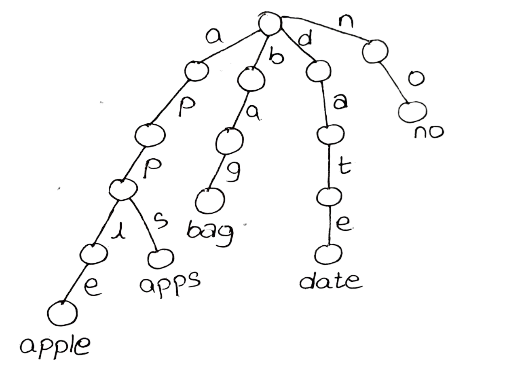 a b d n
p a a o
no
p g t
l s e
bag
e apps date
apple